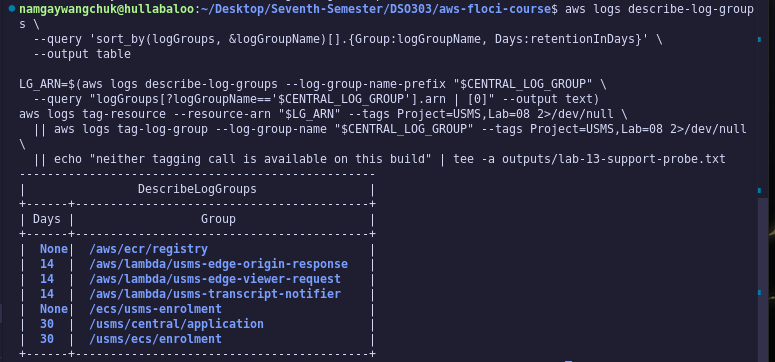 namgaywangchuk@hullabaloo:~/Desktop/Seventh-Semester/DSO303/aws-floci-course$ aws logs describe-log-group
s \
  --query 'sort_by(logGroups, &logGroupName)[].{Group:logGroupName, Days:retentionInDays}' \
  --output table
LG_ARN=$(aws logs describe-log-groups --log-group-name-prefix "$CENTRAL_LOG_GROUP" \
  --query "logGroups[?logGroupName=='$CENTRAL_LOG_GROUP'].arn | [0]" --output text)
aws logs tag-resource --resource-arn "$LG_ARN" --tags Project=USMS,Lab=08 2>/dev/null \
  || aws logs tag-log-group --log-group-name "$CENTRAL_LOG_GROUP" --tags Project=USMS,Lab=08 2>/dev/null
\
  || echo "neither tagging call is available on this build" | tee -a outputs/lab-13-support-probe.txt
----------------------------------------------------
|                DescribeLogGroups                 |
+------+-------------------------------------------+
| Days |                   Group                   |
+------+-------------------------------------------+
|  None|  /aws/ecr/registry                        |
|  14  |  /aws/lambda/usms-edge-origin-response    |
|  14  |  /aws/lambda/usms-edge-viewer-request     |
|  14  |  /aws/lambda/usms-transcript-notifier     |
|  None|  /ecs/usms-enrolment                      |
|  30  |  /usms/central/application                |
|  30  |  /usms/ecs/enrolment                      |
+------+-------------------------------------------+